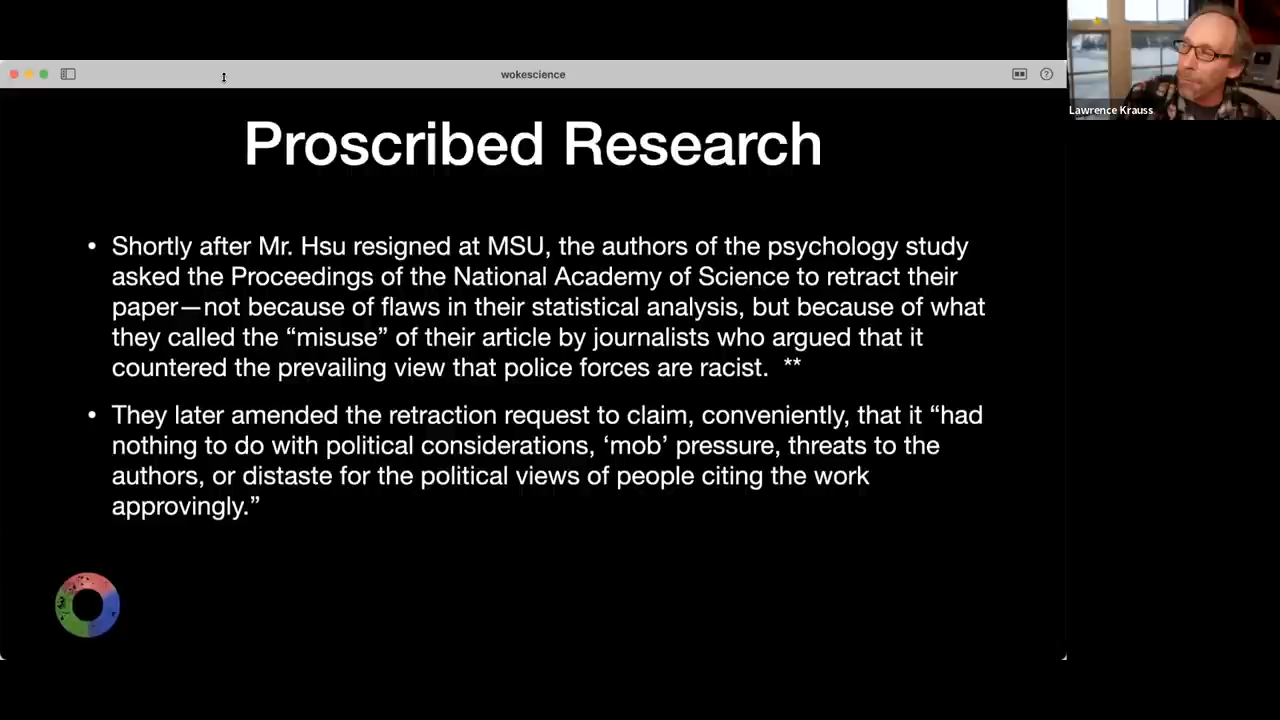 wokescience
Lawrence Krauss
Proscribed Research
• Shortly after Mr. Hsu resigned at MSU, the authors of the psychology study
asked the Proceedings of the National Academy of Science to retract their
paper—not because of flaws in their statistical analysis, but because of what
they called the “misuse” of their article by journalists who argued that it
countered the prevailing view that police forces are racist. **
• They later amended the retraction request to claim, conveniently, that it “had
nothing to do with political considerations, ‘mob’ pressure, threats to the
authors, or distaste for the political views of people citing the work
approvingly.”